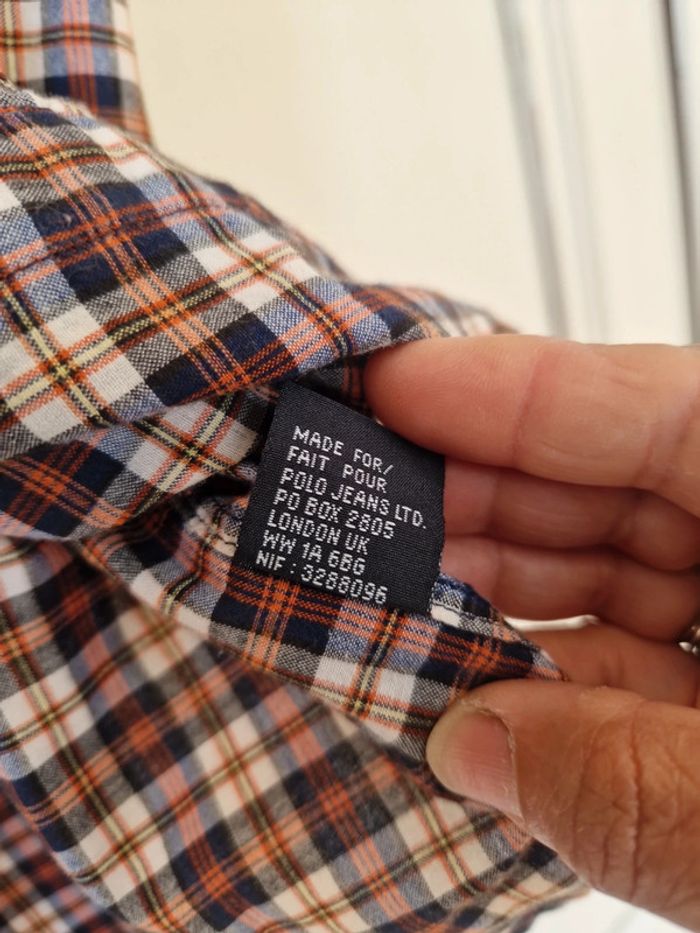 MADE FOR/
FAIT POUR
POLO JEANS LTD.
PO BOX 2805
LONDON UK
WW 1A 6BG
NIF: 3288096